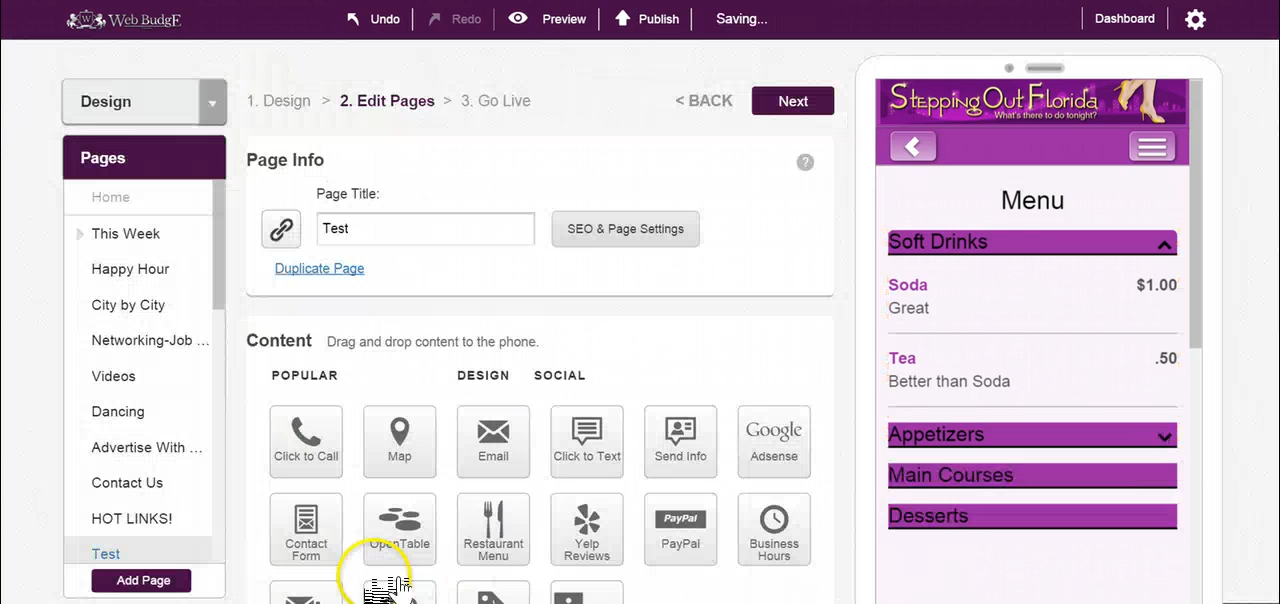 Web BudgE
Undo
Redo
Preview
Publish
Saving...
Dashboard
Design
1. Design > 2. Edit Pages > 3. Go Live
< BACK
Next
Pages
Home
This Week
Happy Hour
City by City
Networking-Job ...
Videos
Dancing
Advertise With ...
Contact Us
HOT LINKS!
Test
Add Page
Page Info
?
Page Title:
Test
SEO & Page Settings
Duplicate Page
Content Drag and drop content to the phone.
POPULAR DESIGN SOCIAL
Click to Call
Map
Email
Click to Text
Send Info
Google
Adsense
Contact
Form
OpenTable
Restaurant
Menu
Yelp
Reviews
PayPal
PayPal
Business
Hours
Stepping Out Florida
What's there to do tonight?
Menu
Soft Drinks
Soda $1.00
Great
Tea .50
Better than Soda
Appetizers
Main Courses
Desserts